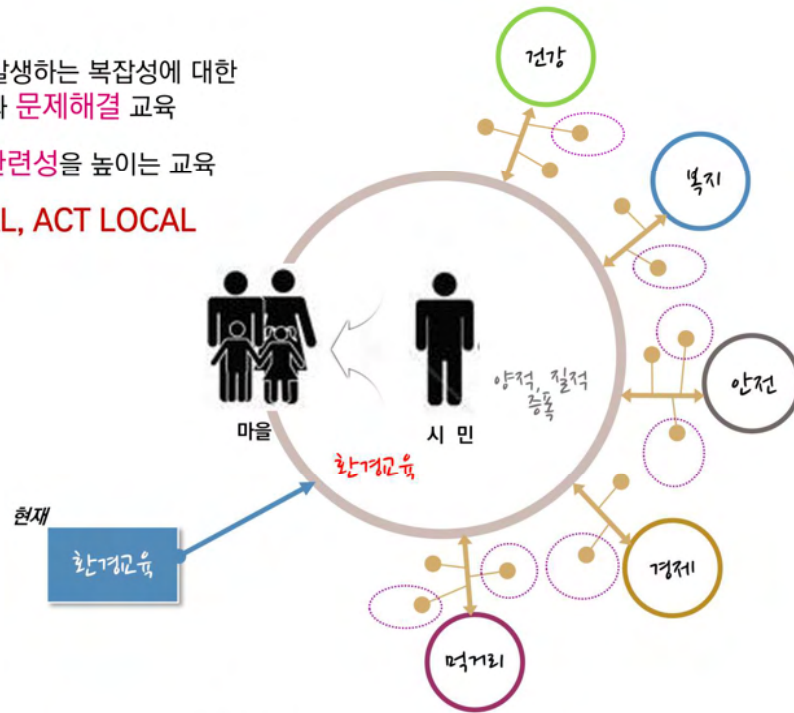 발생하는 복잡성에 대한
문제해결 교육
련성을 높이는 교육
L, ACT LOCAL
건강
복지
안전
경제
먹거리
마을
시 민
양적, 질적
증폭
환경교육
현재
환경교육